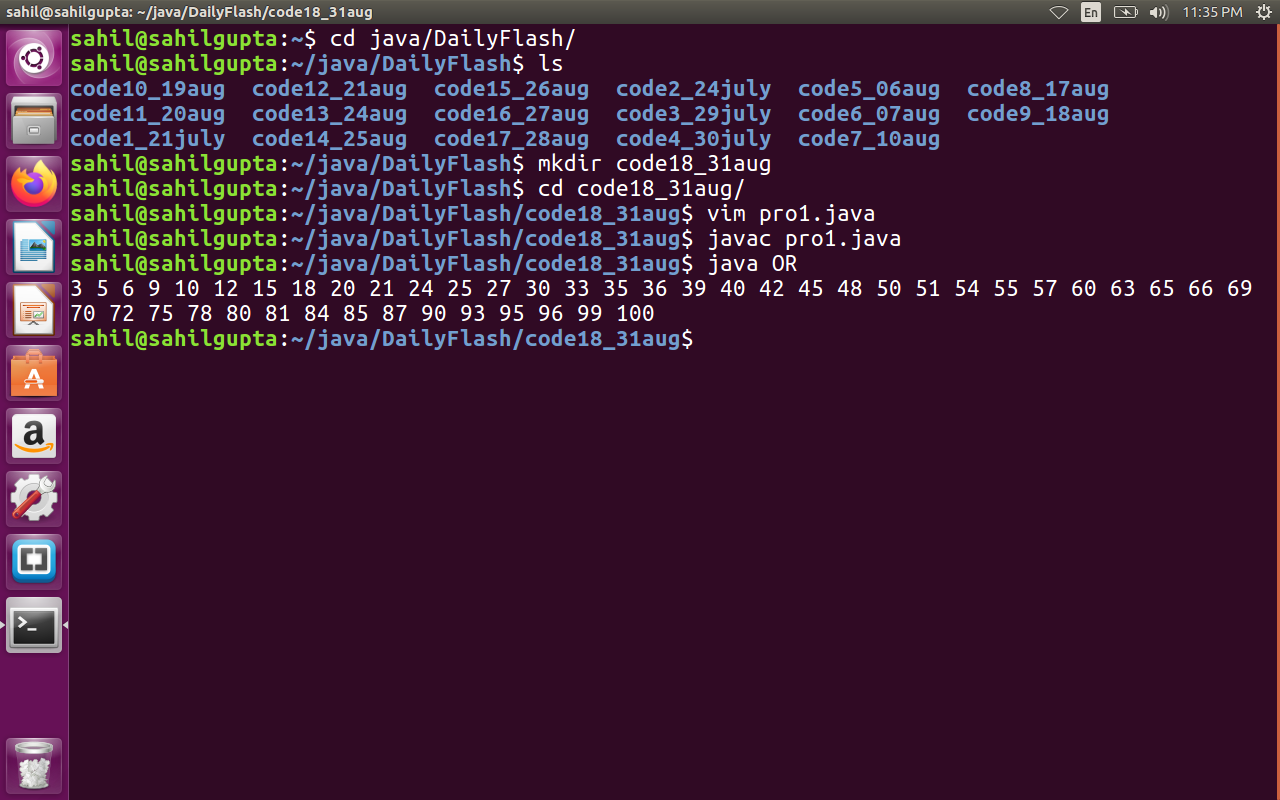 sahil@sahilgupta: ~/java/DailyFlash/code18_31aug En 11:35 PM
sahil@sahilgupta:~$ cd java/DailyFlash/
sahil@sahilgupta:~/java/DailyFlash$ ls
code10_19aug code12_21aug code15_26aug code2_24july code5_06aug code8_17aug
code11_20aug code13_24aug code16_27aug code3_29july code6_07aug code9_18aug
code1_21july code14_25aug code17_28aug code4_30july code7_10aug
sahil@sahilgupta:~/java/DailyFlash$ mkdir code18_31aug
sahil@sahilgupta:~/java/DailyFlash$ cd code18_31aug/
sahil@sahilgupta:~/java/DailyFlash/code18_31aug$ vim pro1.java
sahil@sahilgupta:~/java/DailyFlash/code18_31aug$ javac pro1.java
sahil@sahilgupta:~/java/DailyFlash/code18_31aug$ java OR
3 5 6 9 10 12 15 18 20 21 24 25 27 30 33 35 36 39 40 42 45 48 50 51 54 55 57 60 63 65 66 69
70 72 75 78 80 81 84 85 87 90 93 95 96 99 100
sahil@sahilgupta:~/java/DailyFlash/code18_31aug$